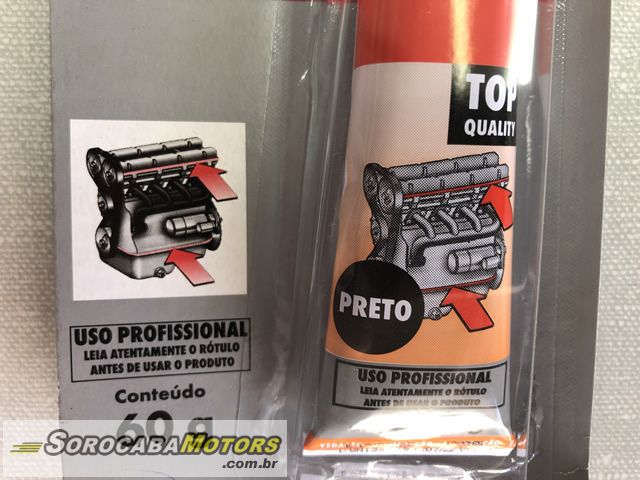 TOP
QUALITY
PRETO
USO PROFISSIONAL
LEIA ATENTAMENTE O RÓTULO
ANTES DE USAR O PRODUTO
Conteúdo
60 g
USO PROFISSIONAL
LEIA ATENTAMENTE O RÓTULO
ANTES DE USAR O PRODUTO
SOROCABAMOTORS
.com.br